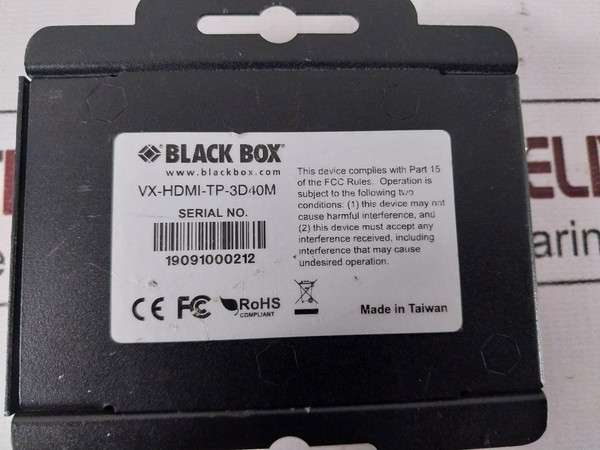 BLACK BOX®
www.blackbox.com
VX-HDMI-TP-3D40M
SERIAL NO.
19091000212
This device complies with Part 15
of the FCC Rules. Operation is
subject to the following two
conditions: (1) this device may not
cause harmful interference, and
(2) this device must accept any
interference received, including
interference that may cause
undesired operation.
CE FC RoHS
COMPLIANT
Made in Taiwan
ELI
arin
e